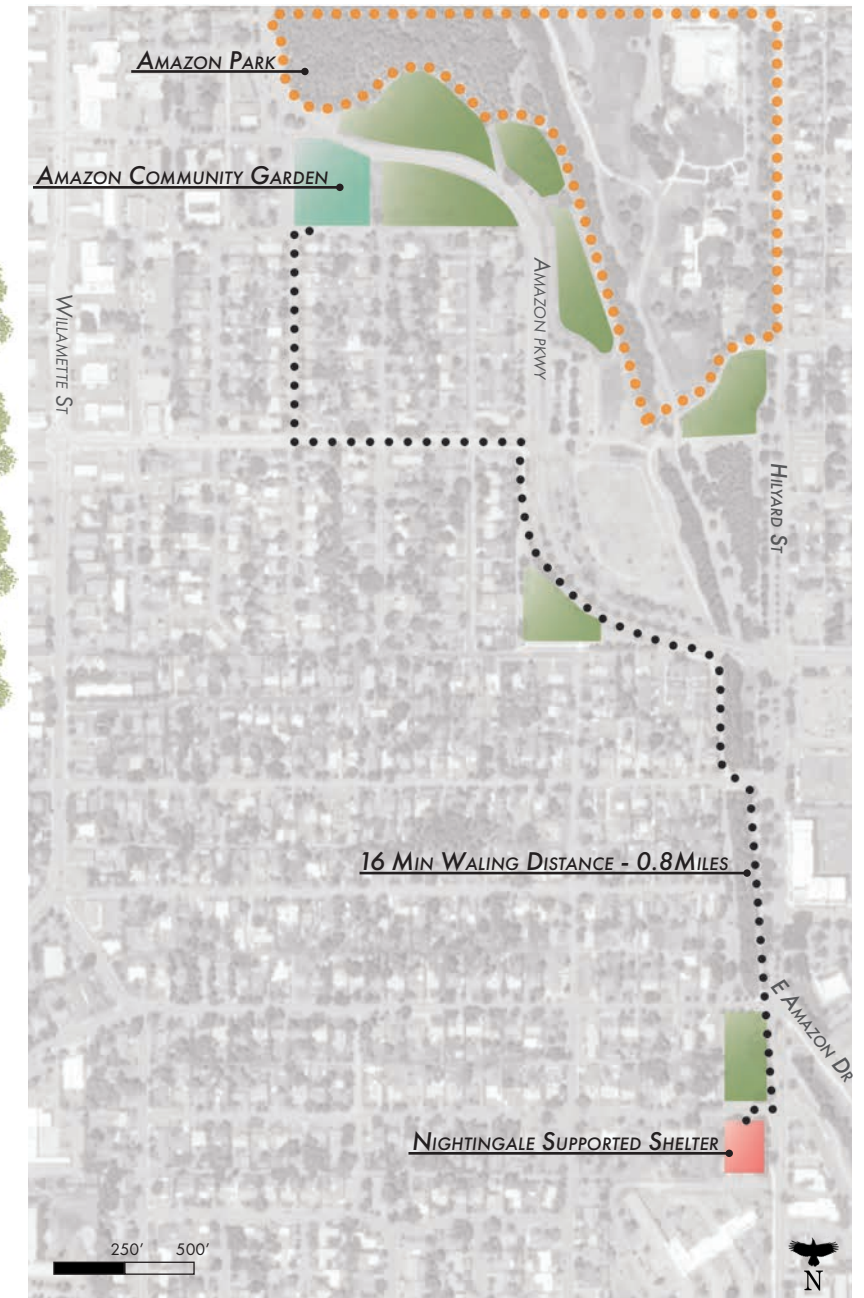 Amazon Park
Amazon Community Garden
Willamette St
Amazon pkwy
Hilyard St
16 Min Waling Distance - 0.8Miles
E Amazon Dr
Nightingale Supported Shelter
250' 500'
N